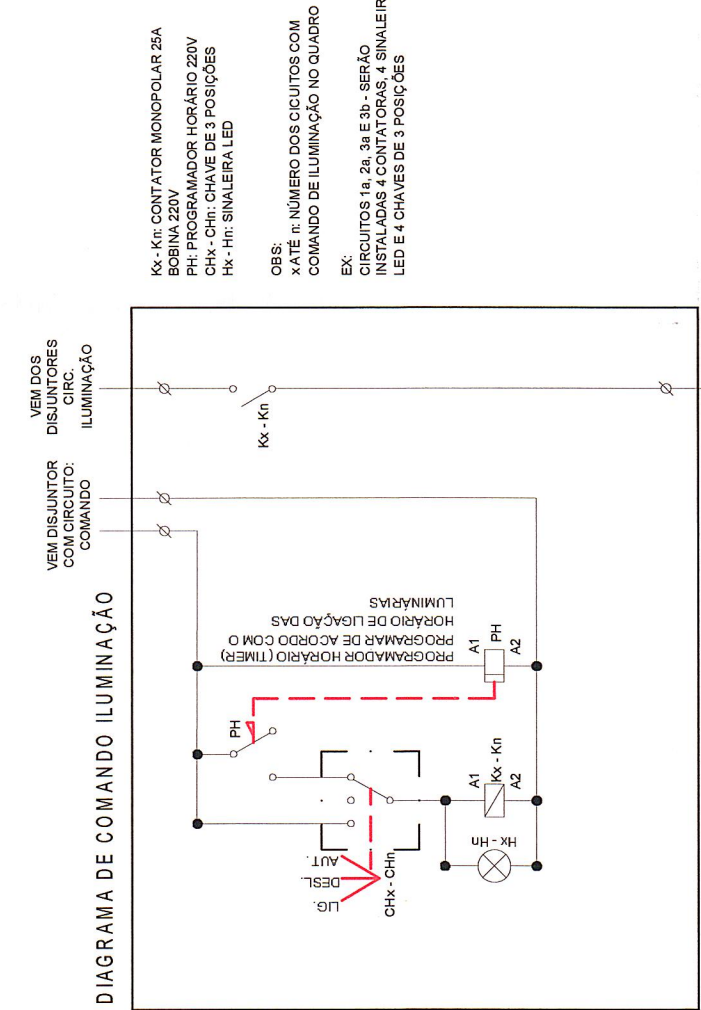 DIAGRAMA DE COMANDO ILUMINAÇÃO
VEM DISJUNTOR
COM CIRCUITO:
COMANDO
VEM DOS
DISJUNTORES
CIRC.
ILUMINAÇÃO
Kx - Kn: CONTATOR MONOPOLAR 25A
BOBINA 220V
PH: PROGRAMADOR HORÁRIO 220V
CHx - CHn: CHAVE DE 3 POSIÇÕES
Hx - Hn: SINALEIRA LED
OBS:
x ATÉ n: NÚMERO DOS CICUITOS COM
COMANDO DE ILUMINAÇÃO NO QUADRO
EX:
CIRCUITOS 1a, 2a, 3a E 3b - SERÃO
INSTALADAS 4 CONTATORAS, 4 SINALEIR
LED E 4 CHAVES DE 3 POSIÇÕES
Kx - Kn
PROGRAMADOR HORÁRIO (TIMER)
PROGRAMAR DE ACORDO COM O
HORÁRIO DE LIGAÇÃO DAS
LUMINÁRIAS
PH
LIG.
DESL.
AUT.
CHx - CHn
A1
PH
A2
A1
Kx - Kn
A2
Hx - Hn